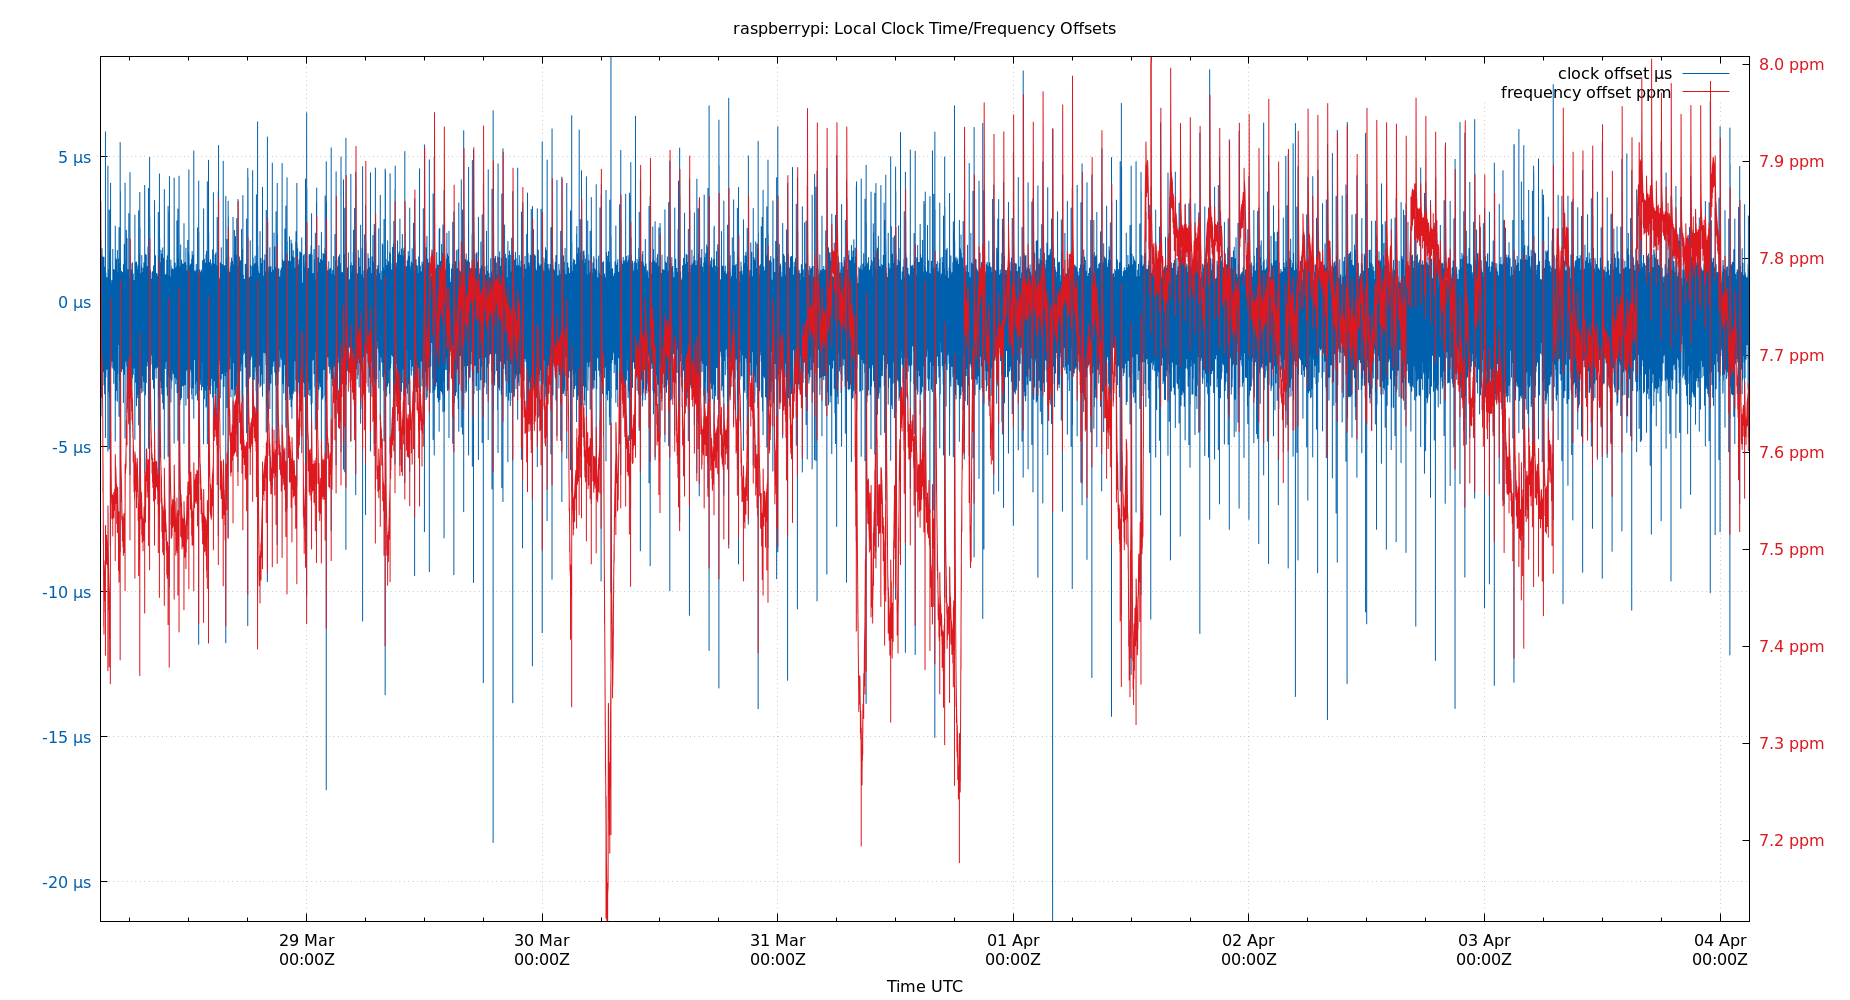 raspberrypi: Local Clock Time/Frequency Offsets
clock offset µs
frequency offset ppm
5 µs
0 µs
-5 µs
-10 µs
-15 µs
-20 µs
8.0 ppm
7.9 ppm
7.8 ppm
7.7 ppm
7.6 ppm
7.5 ppm
7.4 ppm
7.3 ppm
7.2 ppm
29 Mar
00:00Z
30 Mar
00:00Z
31 Mar
00:00Z
01 Apr
00:00Z
02 Apr
00:00Z
03 Apr
00:00Z
04 Apr
00:00Z
Time UTC